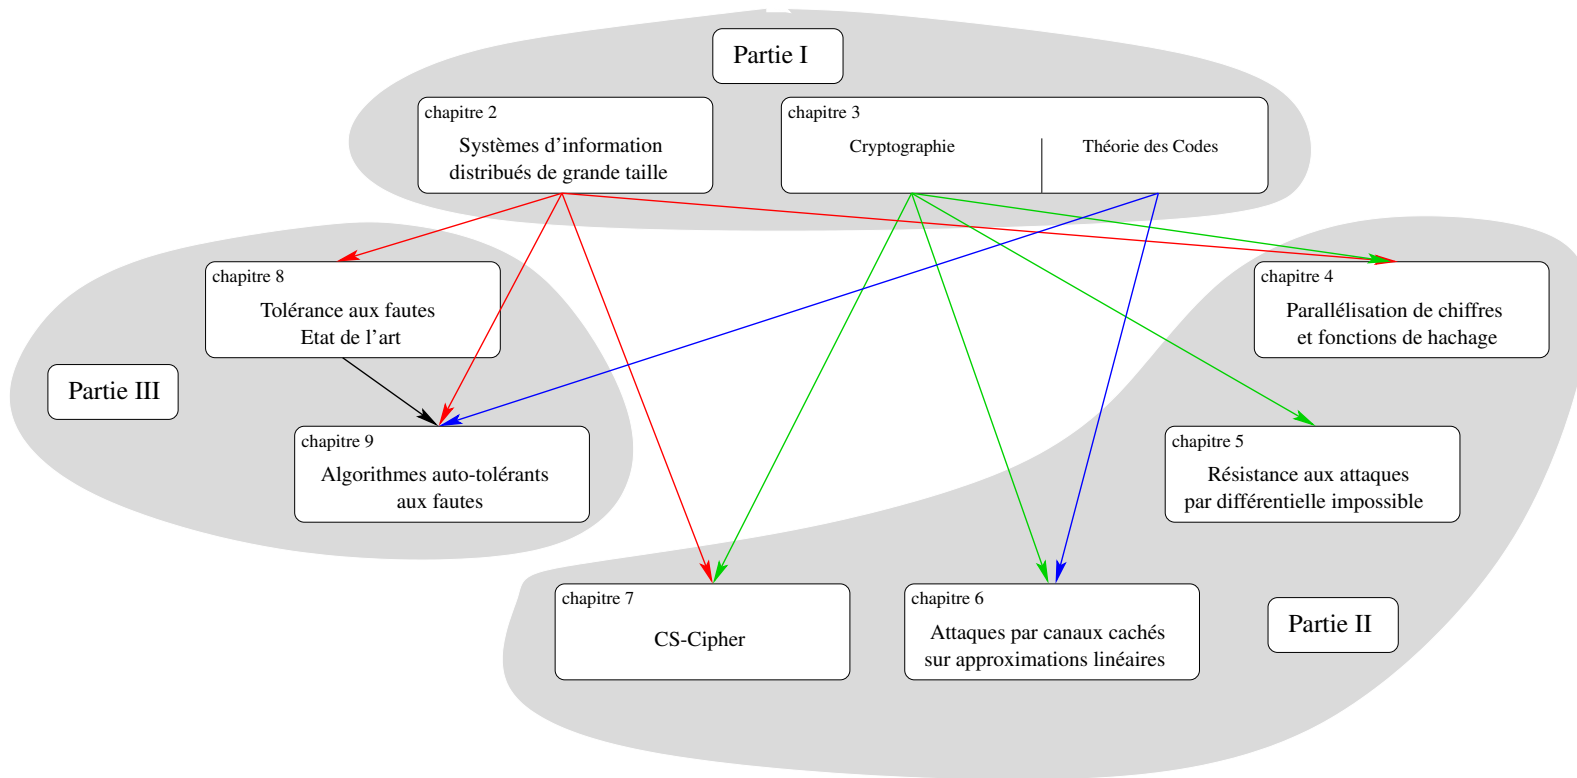 Partie I
chapitre 2
Systèmes d'information
distribués de grande taille
chapitre 3
Cryptographie
Théorie des Codes
chapitre 8
Tolérance aux fautes
Etat de l'art
chapitre 4
Parallélisation de chiffres
et fonctions de hachage
Partie III
chapitre 9
Algorithmes auto-tolérants
aux fautes
chapitre 5
Résistance aux attaques
par différentielle impossible
chapitre 7
CS-Cipher
chapitre 6
Attaques par canaux cachés
sur approximations linéaires
Partie II